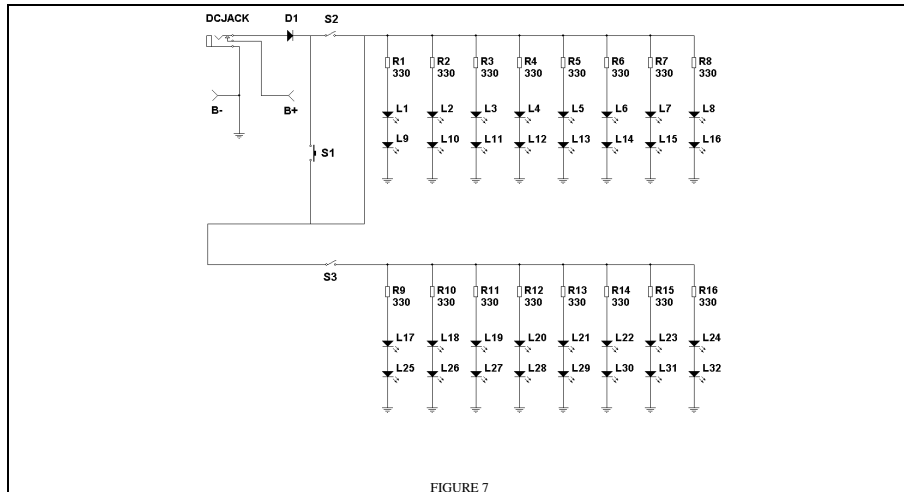 DCJACK D1 S2
R1 R2 R3 R4 R5 R6 R7 R8
330 330 330 330 330 330 330 330
B- B+ L1 L2 L3 L4 L5 L6 L7 L8
L9 L10 L11 L12 L13 L14 L15 L16
S1
S3
R9 R10 R11 R12 R13 R14 R15 R16
330 330 330 330 330 330 330 330
L17 L18 L19 L20 L21 L22 L23 L24
L25 L26 L27 L28 L29 L30 L31 L32
FIGURE 7